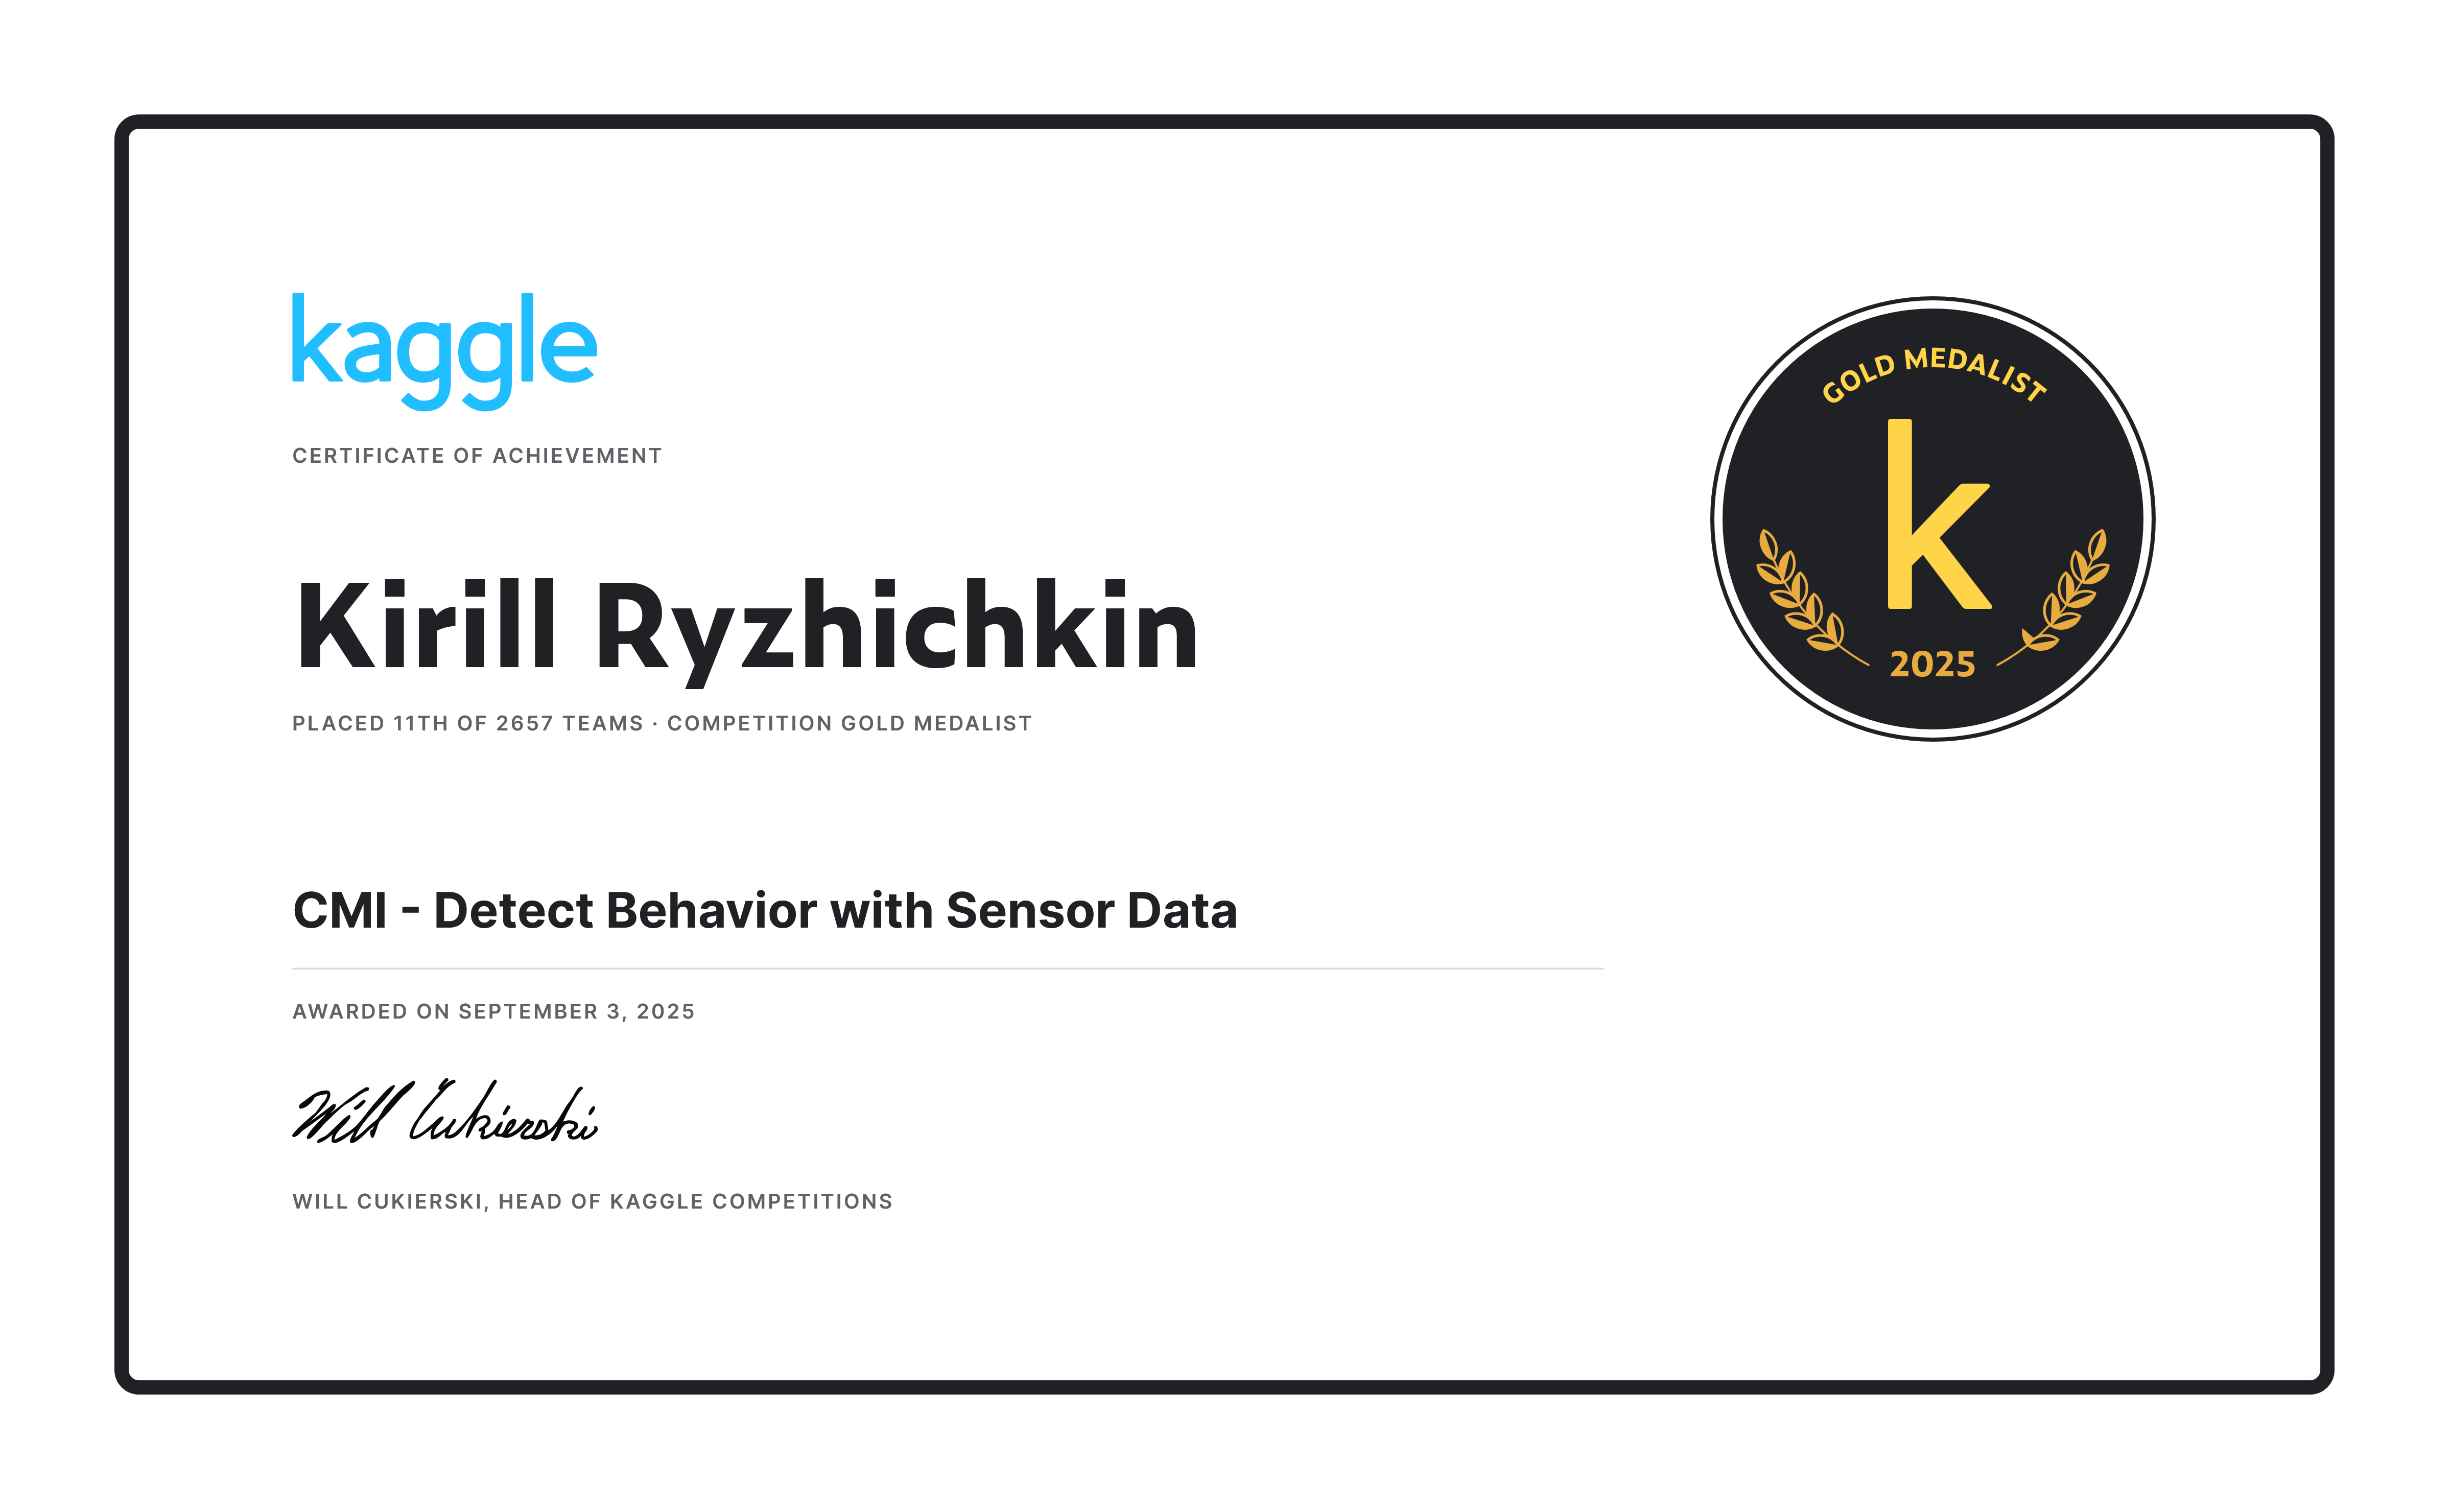 kaggle
CERTIFICATE OF ACHIEVEMENT
Kirill Ryzhichkin
PLACED 11TH OF 2657 TEAMS · COMPETITION GOLD MEDALIST
GOLD MEDALIST
k
2025
CMI - Detect Behavior with Sensor Data
AWARDED ON SEPTEMBER 3, 2025
Will Cukierski
WILL CUKIERSKI, HEAD OF KAGGLE COMPETITIONS